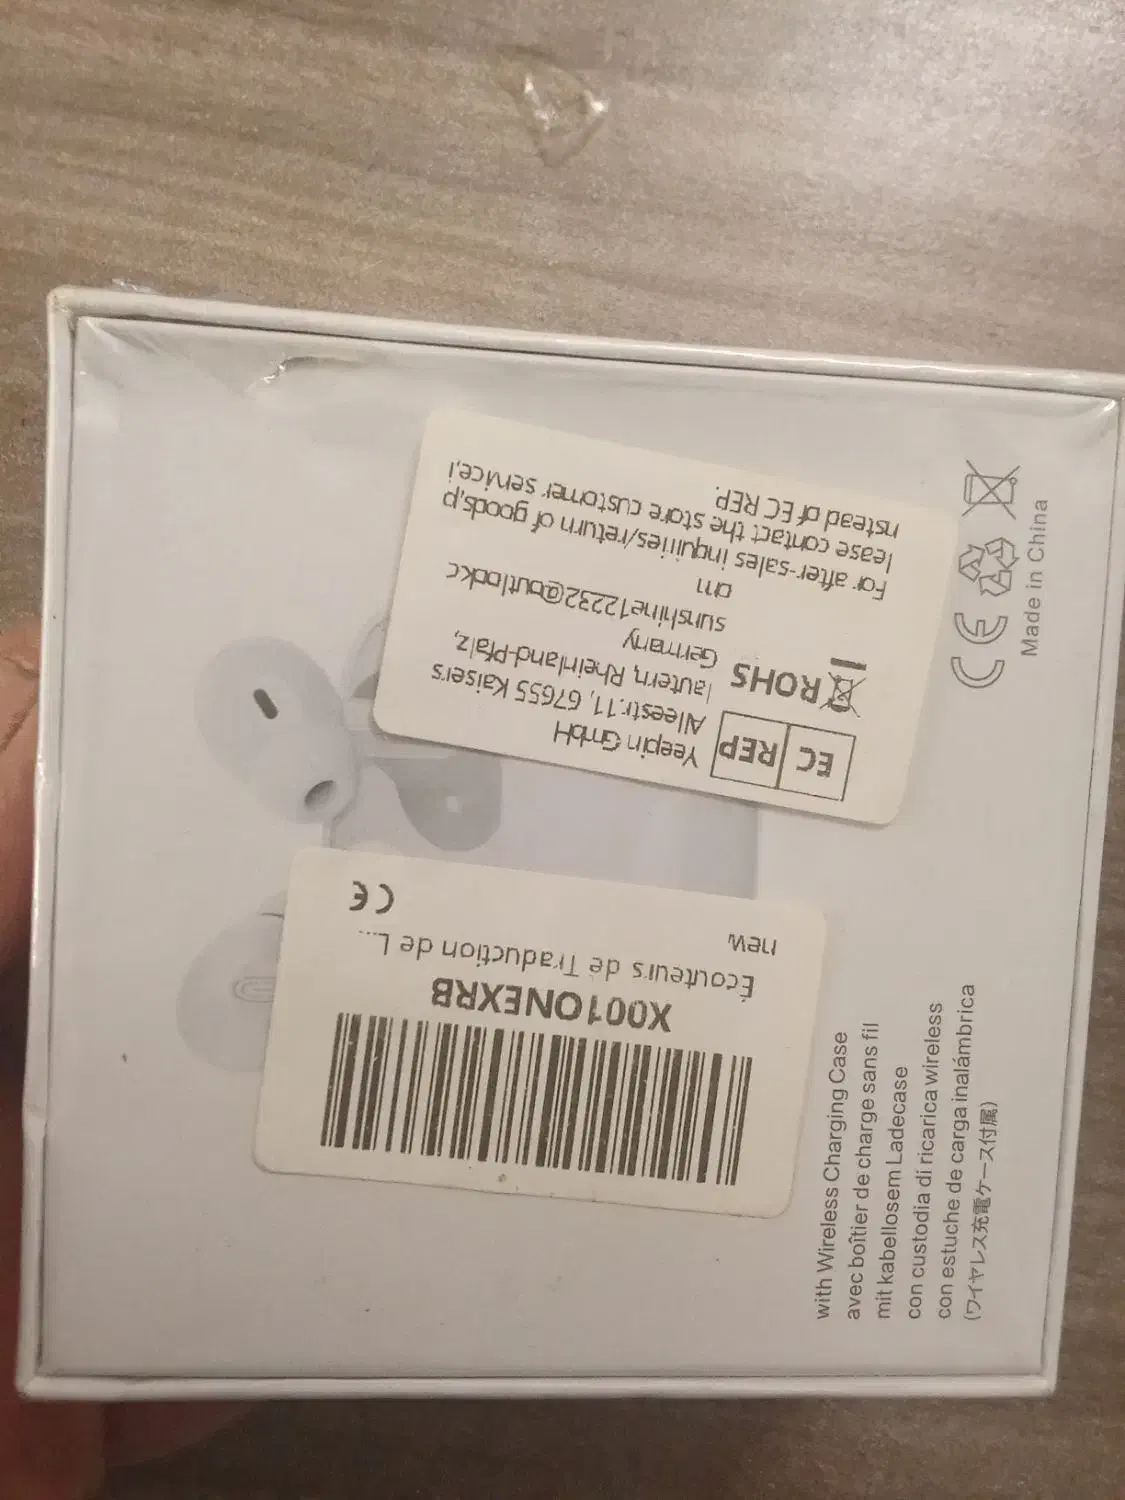 EC REP
Yeepin GmbH
Alleestr.11, 67655 Kaisers
lautern, Rheinland-Pfalz,
Germany
sunshine12232@outlookc
om
ROHS
For after-sales inquiries/return of goods,p
lease contact the store customer service,i
nstead of EC REP.
X001ONEXRB
Écouteurs de Traduction de L...
new
CE
with Wireless Charging Case
avec boîtier de charge sans fil
mit kabellosem Ladecase
con custodia di ricarica wireless
con estuche de carga inalámbrica
(ワイヤレス充電ケース付属)
CE
Made in China